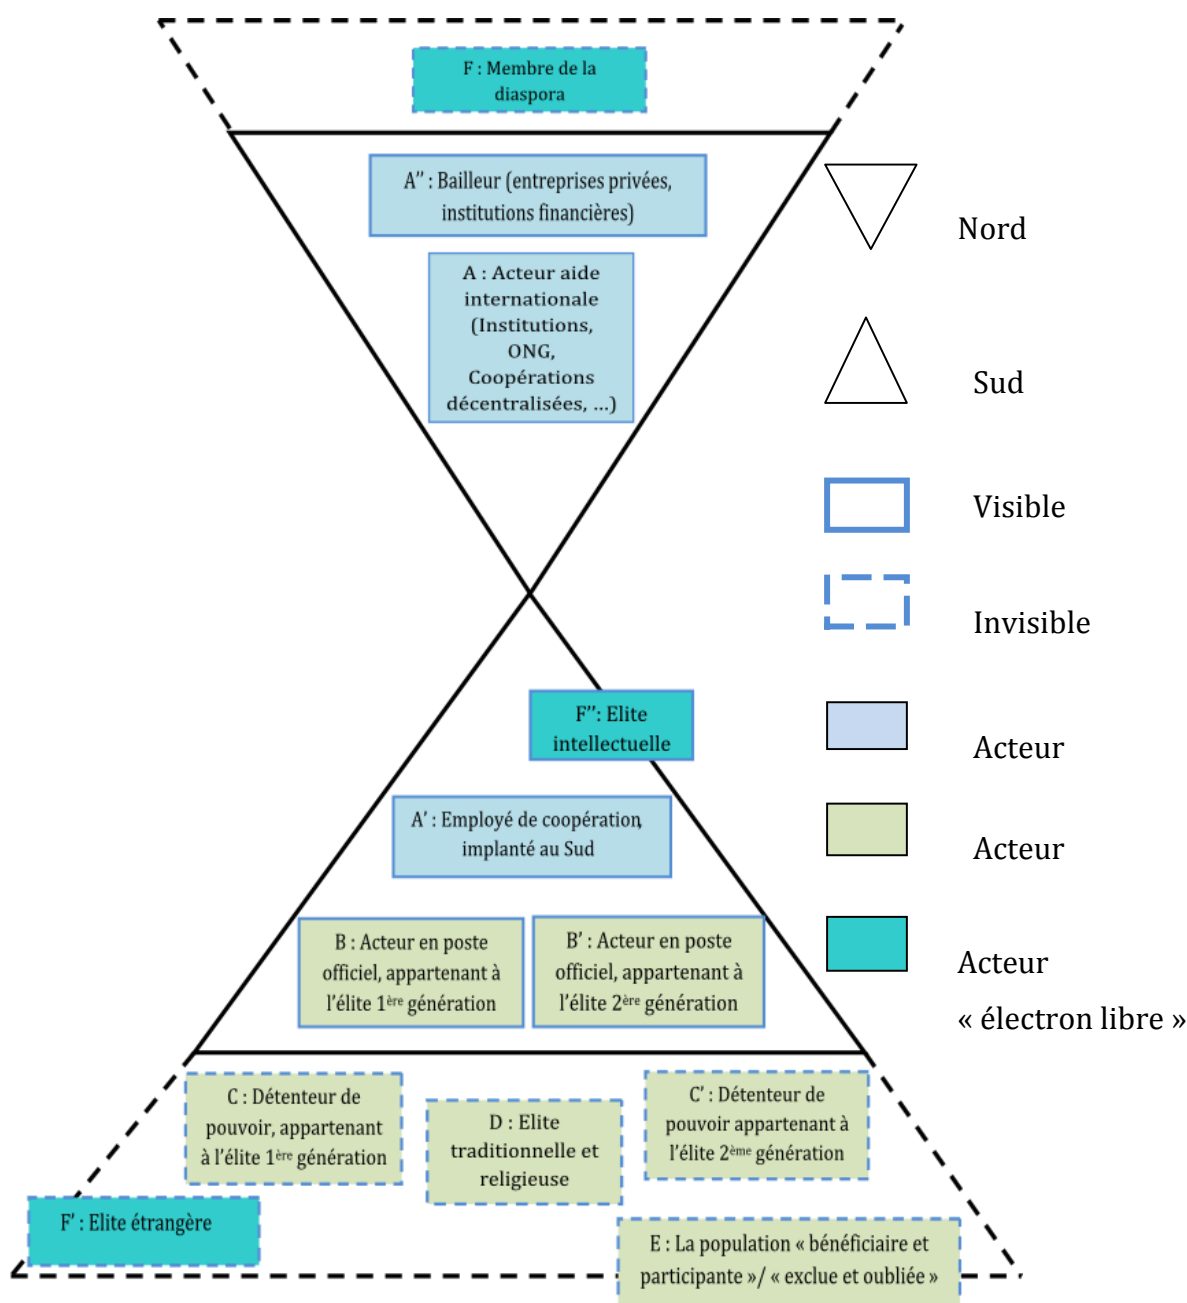 F : Membre de la
diaspora
A’’ : Bailleur (entreprises privées,
institutions financières)
A : Acteur aide
internationale
(Institutions,
ONG,
Coopérations
décentralisées, …)
F’’: Elite
intellectuelle
A’ : Employé de coopération,
implanté au Sud
B : Acteur en poste
officiel, appartenant à
l’élite 1ère génération
B’ : Acteur en poste
officiel, appartenant à
l’élite 2ère génération
C : Détenteur de
pouvoir, appartenant
à l’élite 1ère génération
D : Elite
traditionnelle et
religieuse
C’ : Détenteur de
pouvoir appartenant à
l’élite 2ème génération
F’ : Elite étrangère
E : La population « bénéficiaire et
participante »/ « exclue et oubliée »
Nord
Sud
Visible
Invisible
Acteur
Acteur
Acteur
« électron libre »